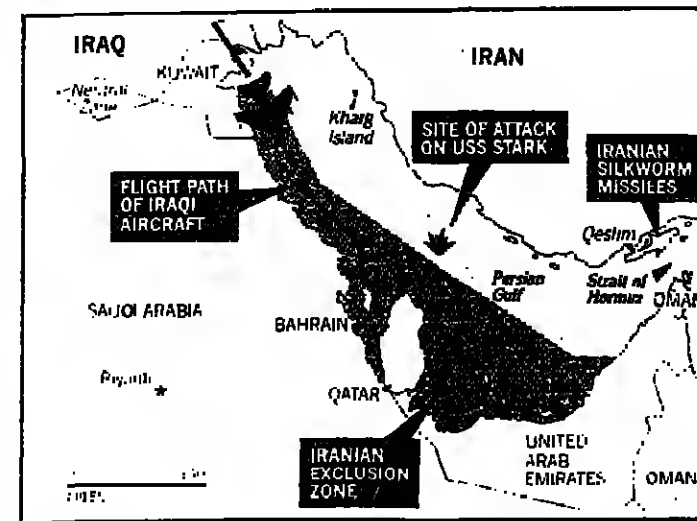 IRAQ
IRAN
KUWAIT
Neutral
Zone
Kharg
Island
SITE OF ATTACK
ON USS STARK
IRANIAN
SILKWORM
MISSILES
FLIGHT PATH
OF IRAQI
AIRCRAFT
Qeshm
Persian
Gulf
Strait of
Hormuz
OMAN
SAUDI ARABIA
BAHRAIN
Riyadh
QATAR
IRANIAN
EXCLUSION
ZONE
UNITED
ARAB
EMIRATES
OMAN